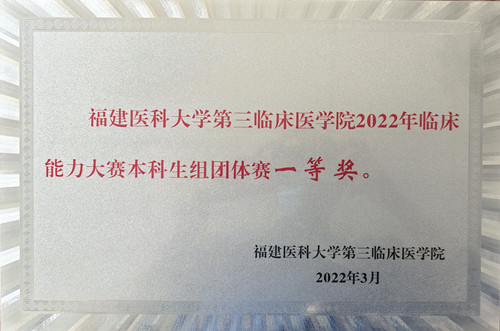 福建医科大学第三临床医学院2022年临床
能力大赛本科生组团体赛一等奖。
福建医科大学第三临床医学院
2022年3月